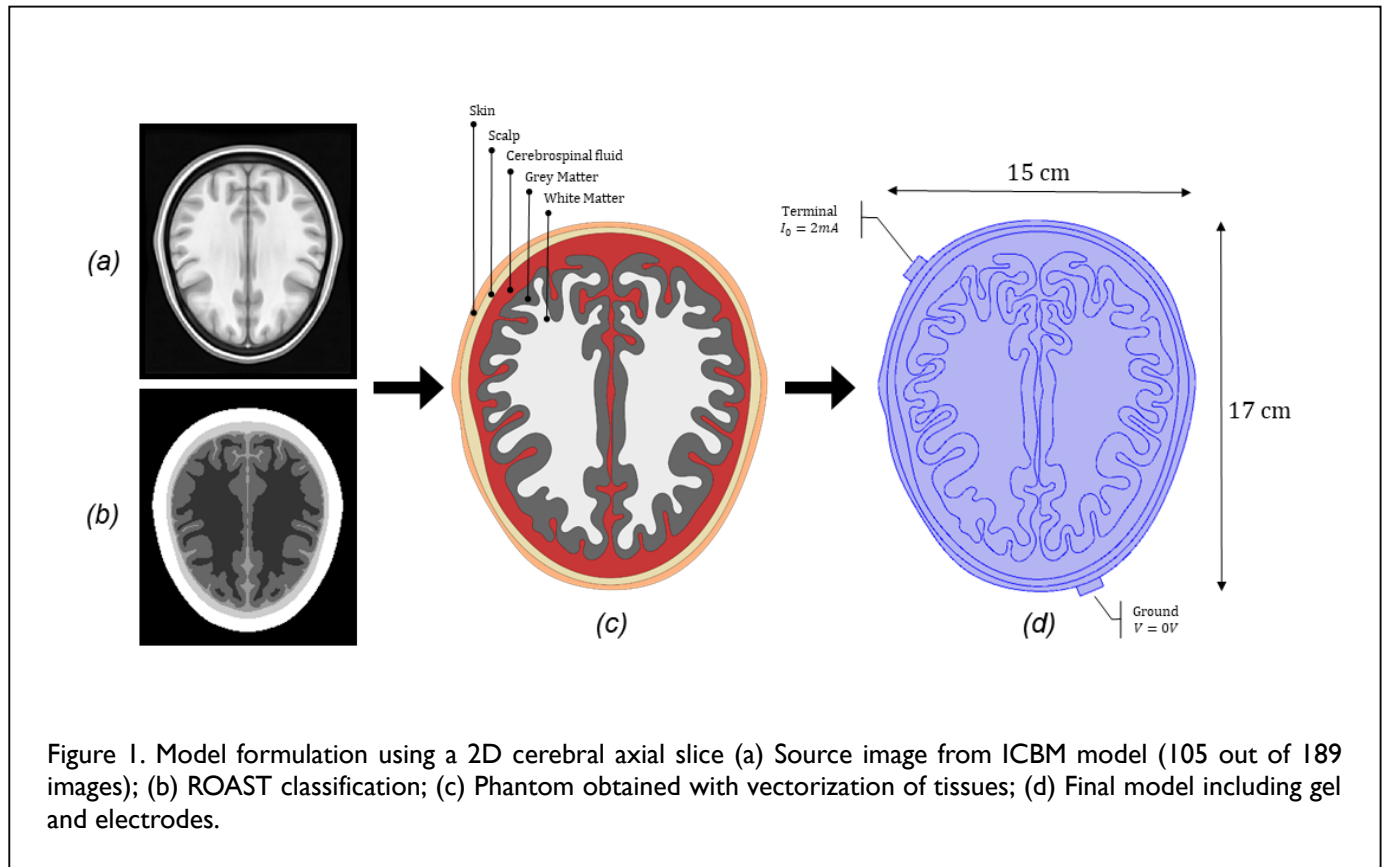 Skin
Scalp
Cerebrospinal fluid
Grey Matter
White Matter
(a)
(b)
(c)
15 cm
Terminal
I₀ = 2mA
17 cm
Ground
V = 0V
(d)
Figure 1. Model formulation using a 2D cerebral axial slice (a) Source image from ICBM model (105 out of 189
images); (b) ROAST classification; (c) Phantom obtained with vectorization of tissues; (d) Final model including gel
and electrodes.